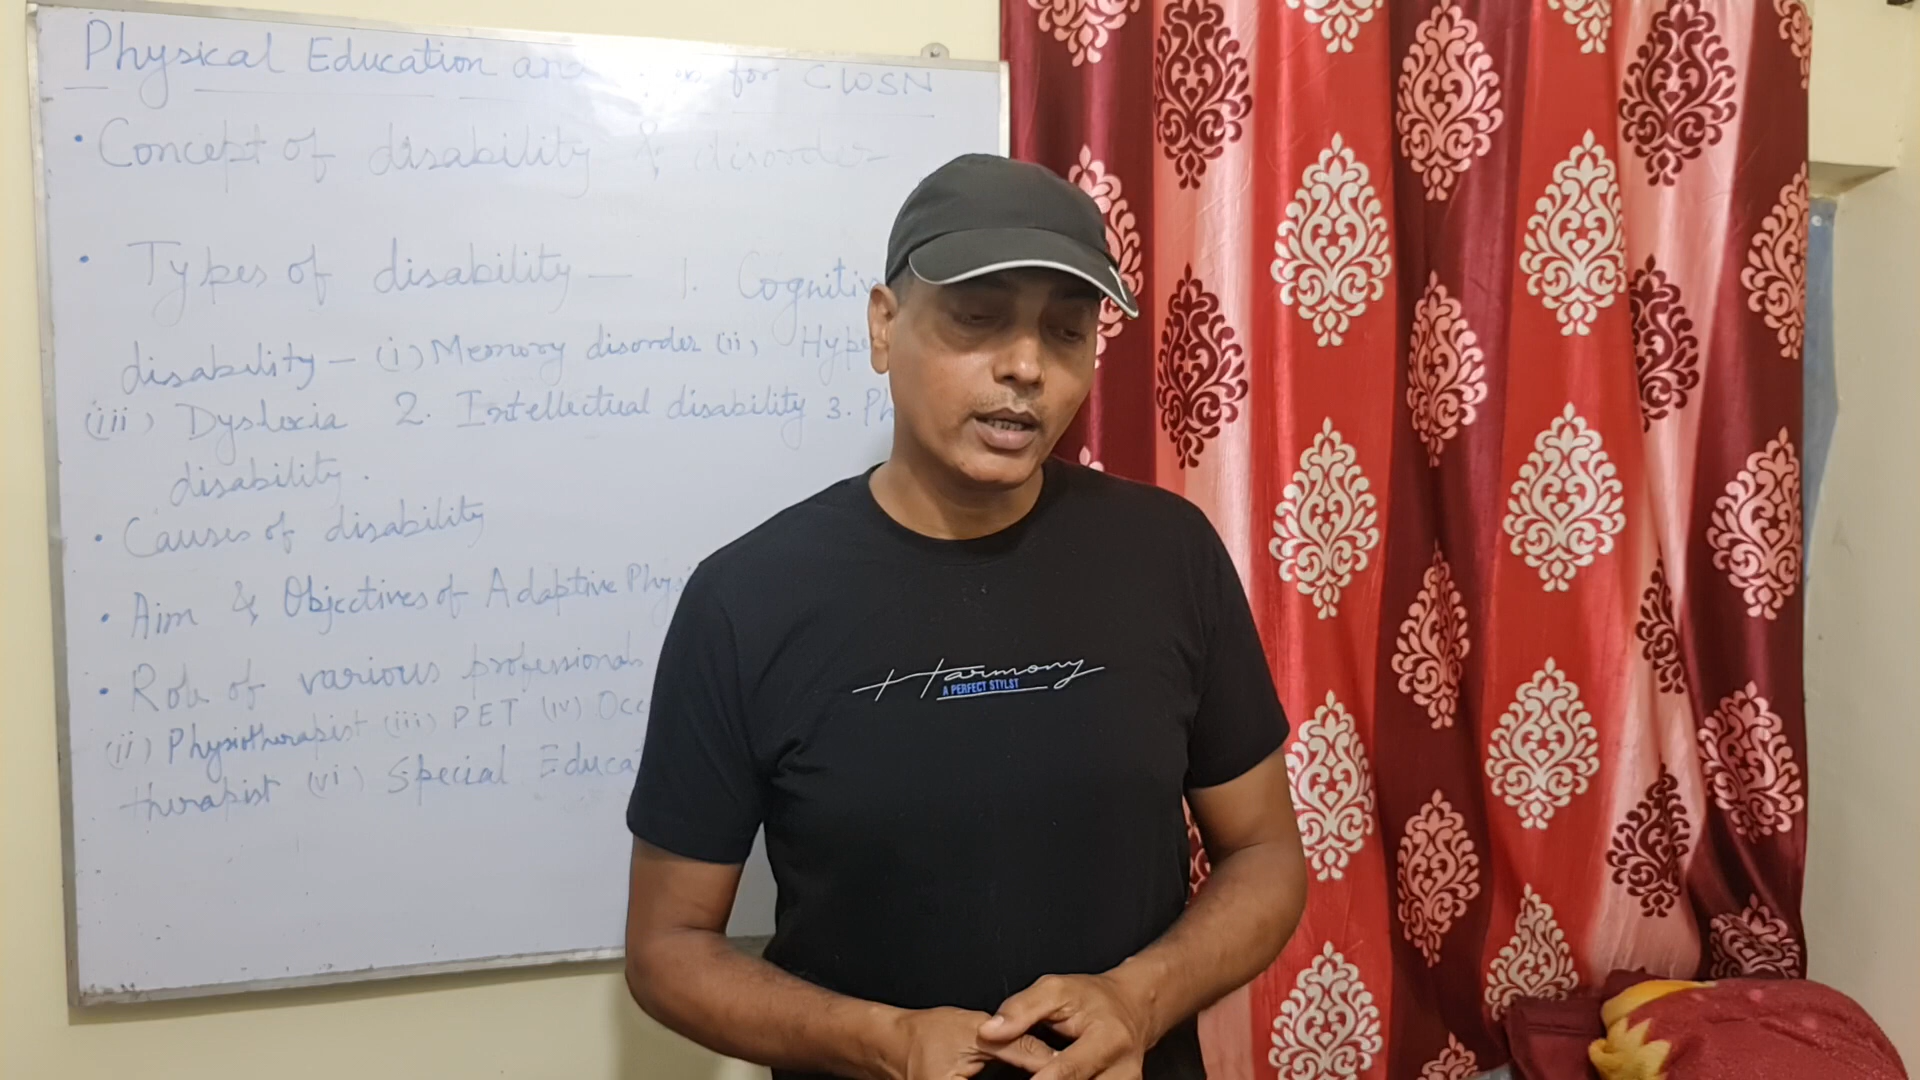 Physical Education and for CWSN
• Concept of disability & disorder
• Types of disability — 1. Cognitiv
disability – (i) Memory disorder (ii) Hype
(iii) Dyslexia 2. Intellectual disability 3. Ph
disability.
• Causes of disability
• Aim & Objectives of Adaptive Physi
• Role of various professionals
(ii) Physiotherapist (iii) PET (iv) Occ
therapist (vi) Special Educa
Harmony
A PERFECT STYLST